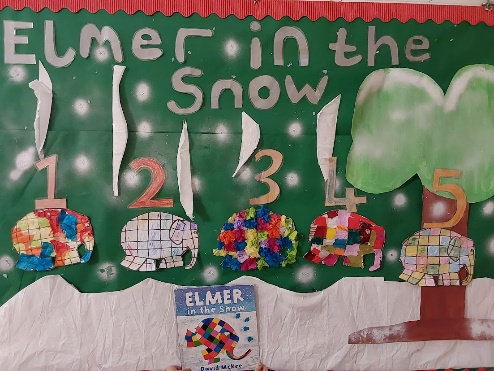 ELMER in the
SNOW
1 2 3 4 5
ELMER
in the Snow
David McKee